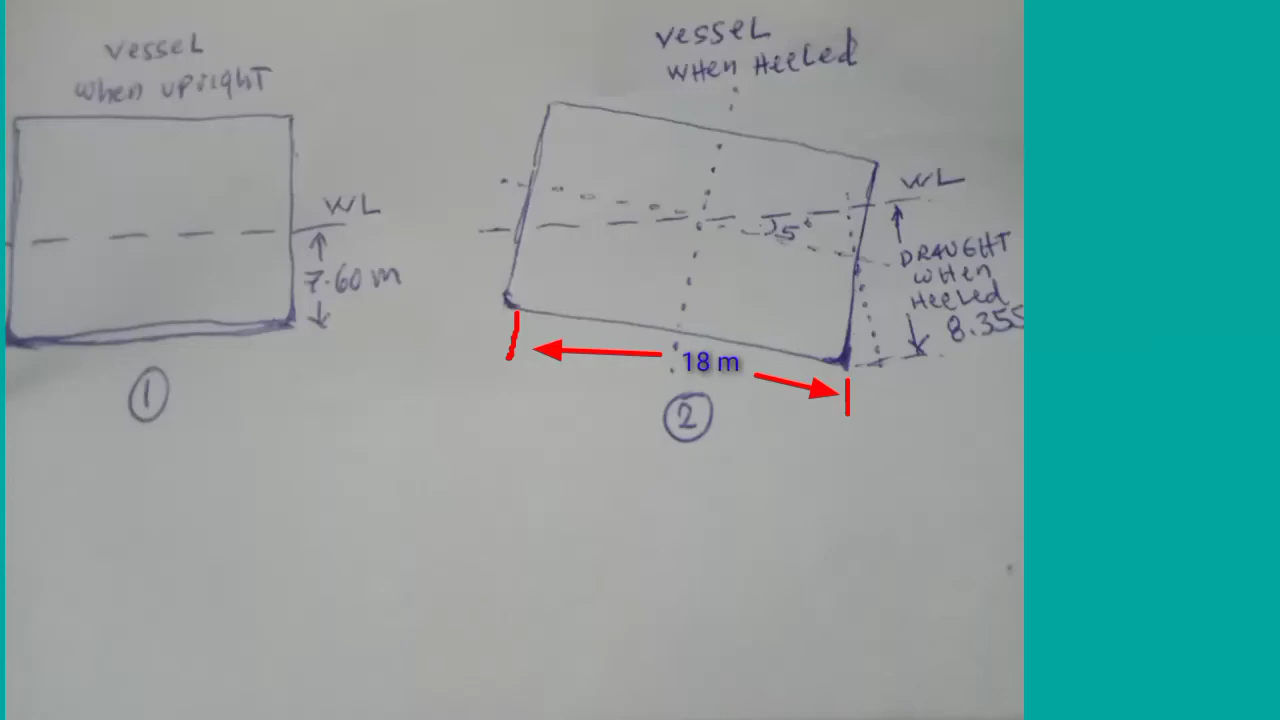 vessel
when upright
WL
7.60 m
1
vessel
WHen HeeLed
WL
5°
DRAUGHT
WHen
HeeLed
8.355
18 m
2